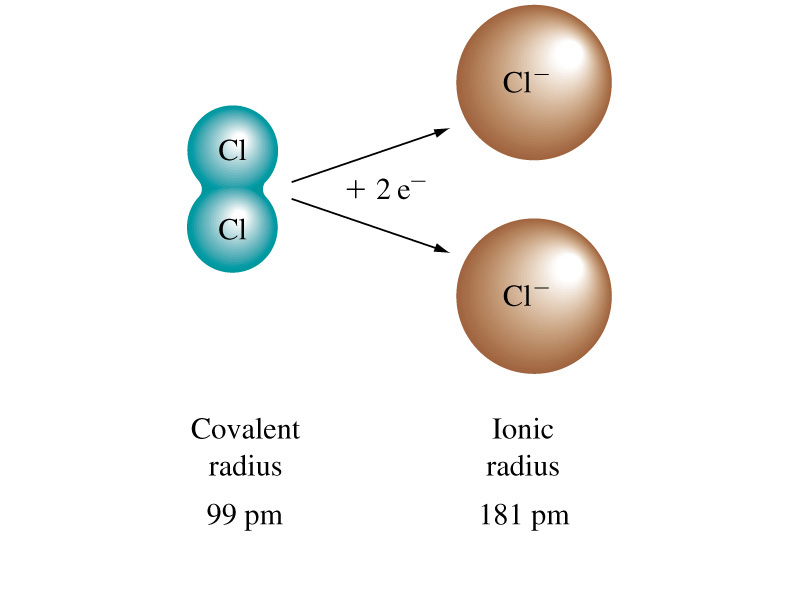 Cl
Cl
+ 2 e⁻
Cl⁻
Cl⁻
Covalent
radius
99 pm
Ionic
radius
181 pm